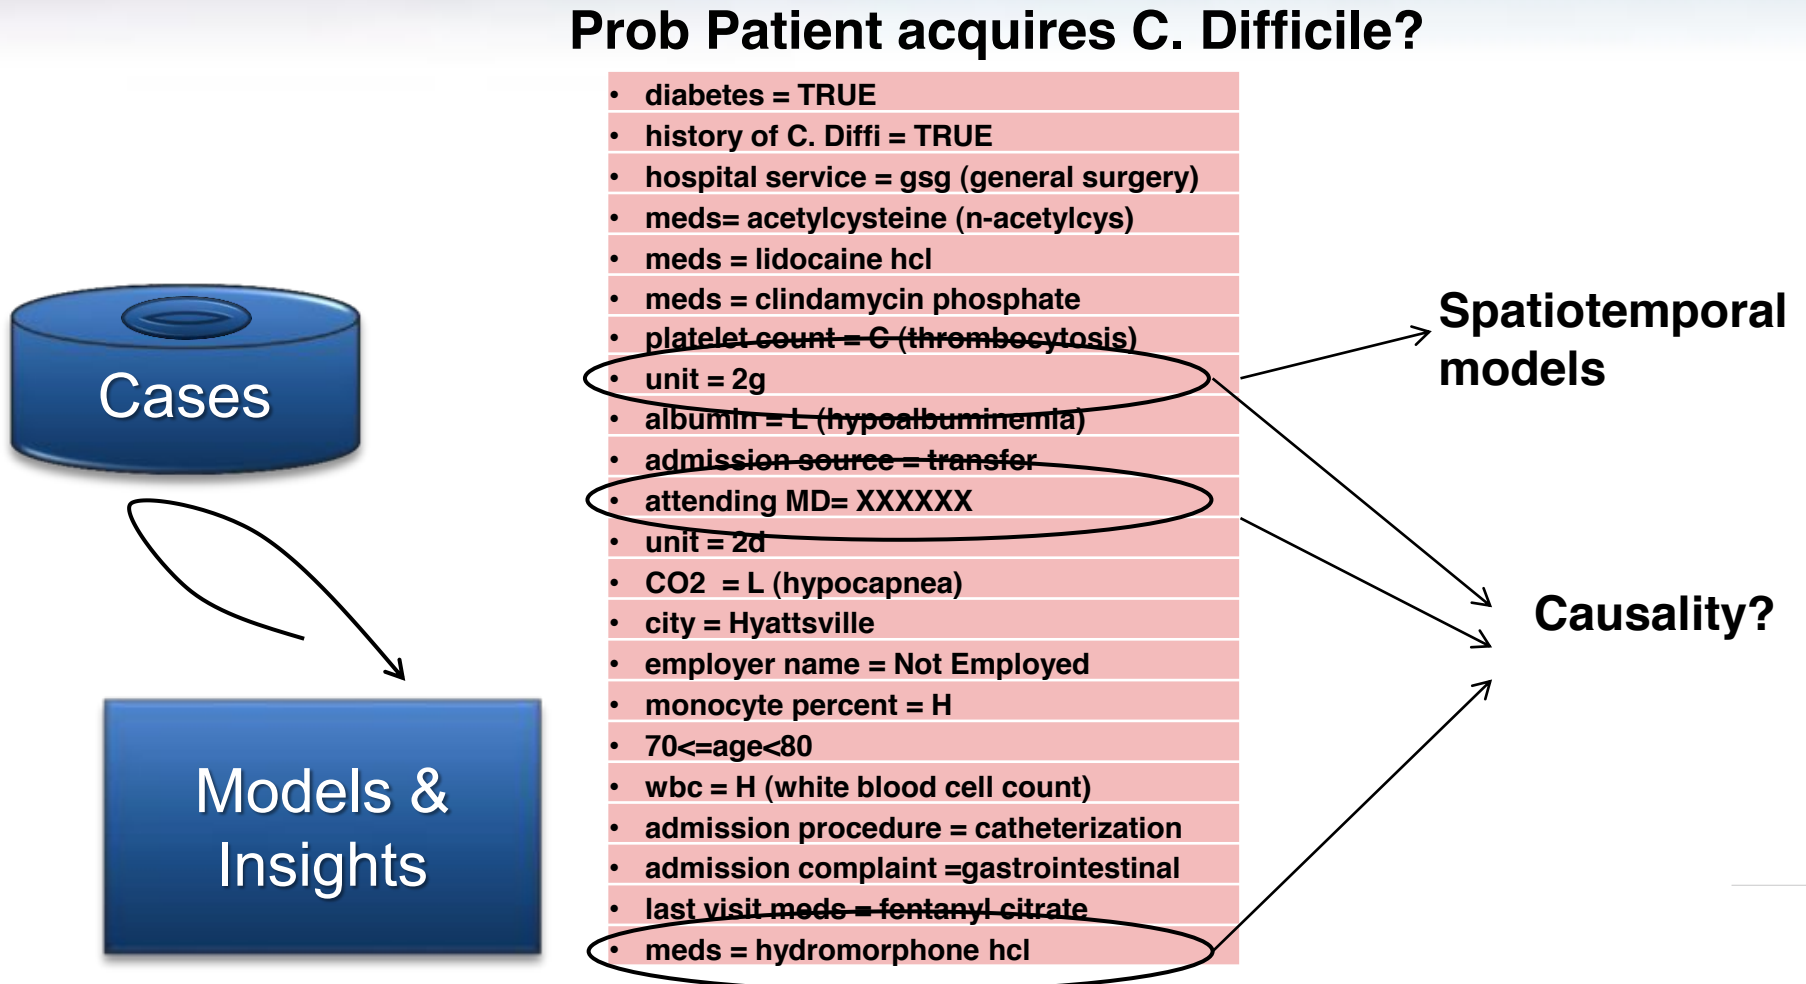 Prob Patient acquires C. Difficile?
• diabetes = TRUE
• history of C. Diffi = TRUE
• hospital service = gsg (general surgery)
• meds= acetylcysteine (n-acetylcys)
• meds = lidocaine hcl
• meds = clindamycin phosphate
• platelet count = C (thrombocytosis)
• unit = 2g
• albumin = L (hypoalbuminemia)
• admission source = transfer
• attending MD= XXXXXX
• unit = 2d
• CO2 = L (hypocapnea)
• city = Hyattsville
• employer name = Not Employed
• monocyte percent = H
• 70<=age<80
• wbc = H (white blood cell count)
• admission procedure = catheterization
• admission complaint =gastrointestinal
• last visit meds = fentanyl citrate
• meds = hydromorphone hcl
Cases
Models &
Insights
Spatiotemporal
models
Causality?